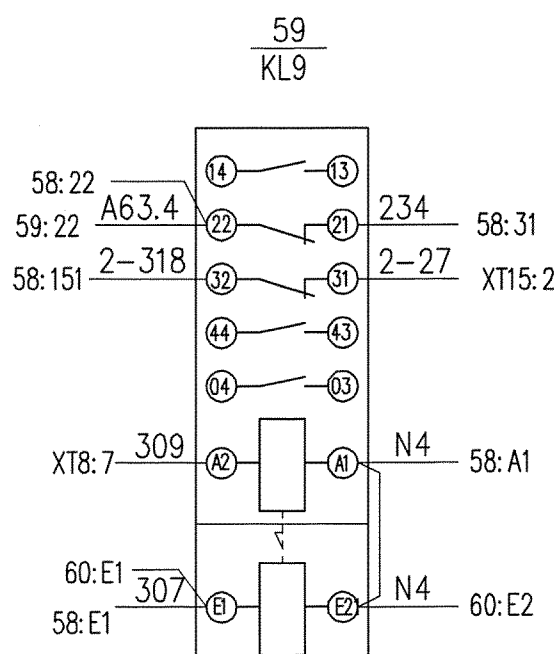 59
KL9
14 13
58:22
59:22 A63.4 22 21 234 58:31
58:151 2-318 32 31 2-27 XT15:2
44 43
04 03
XT8:7 309 A2 A1 N4 58:A1
60:E1
58:E1 307 E1 E21 N4 60:E2